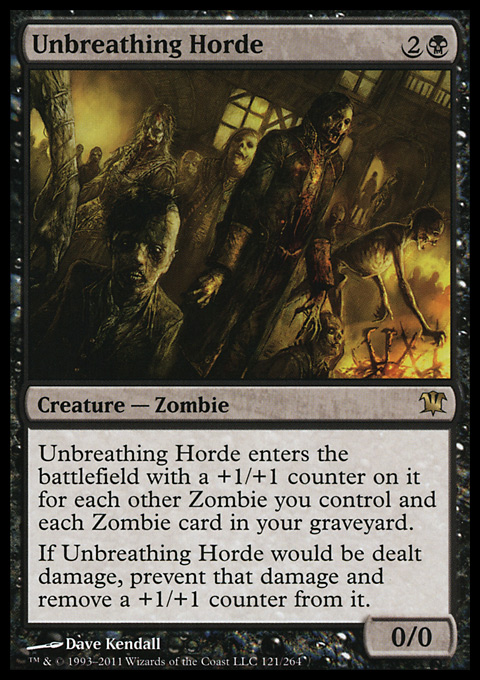 Unbreathing Horde 2
Creature — Zombie
Unbreathing Horde enters the
battlefield with a +1/+1 counter on it
for each other Zombie you control and
each Zombie card in your graveyard.
If Unbreathing Horde would be dealt
damage, prevent that damage and
remove a +1/+1 counter from it.
Dave Kendall
™ & © 1993–2011 Wizards of the Coast LLC 121/264
0/0